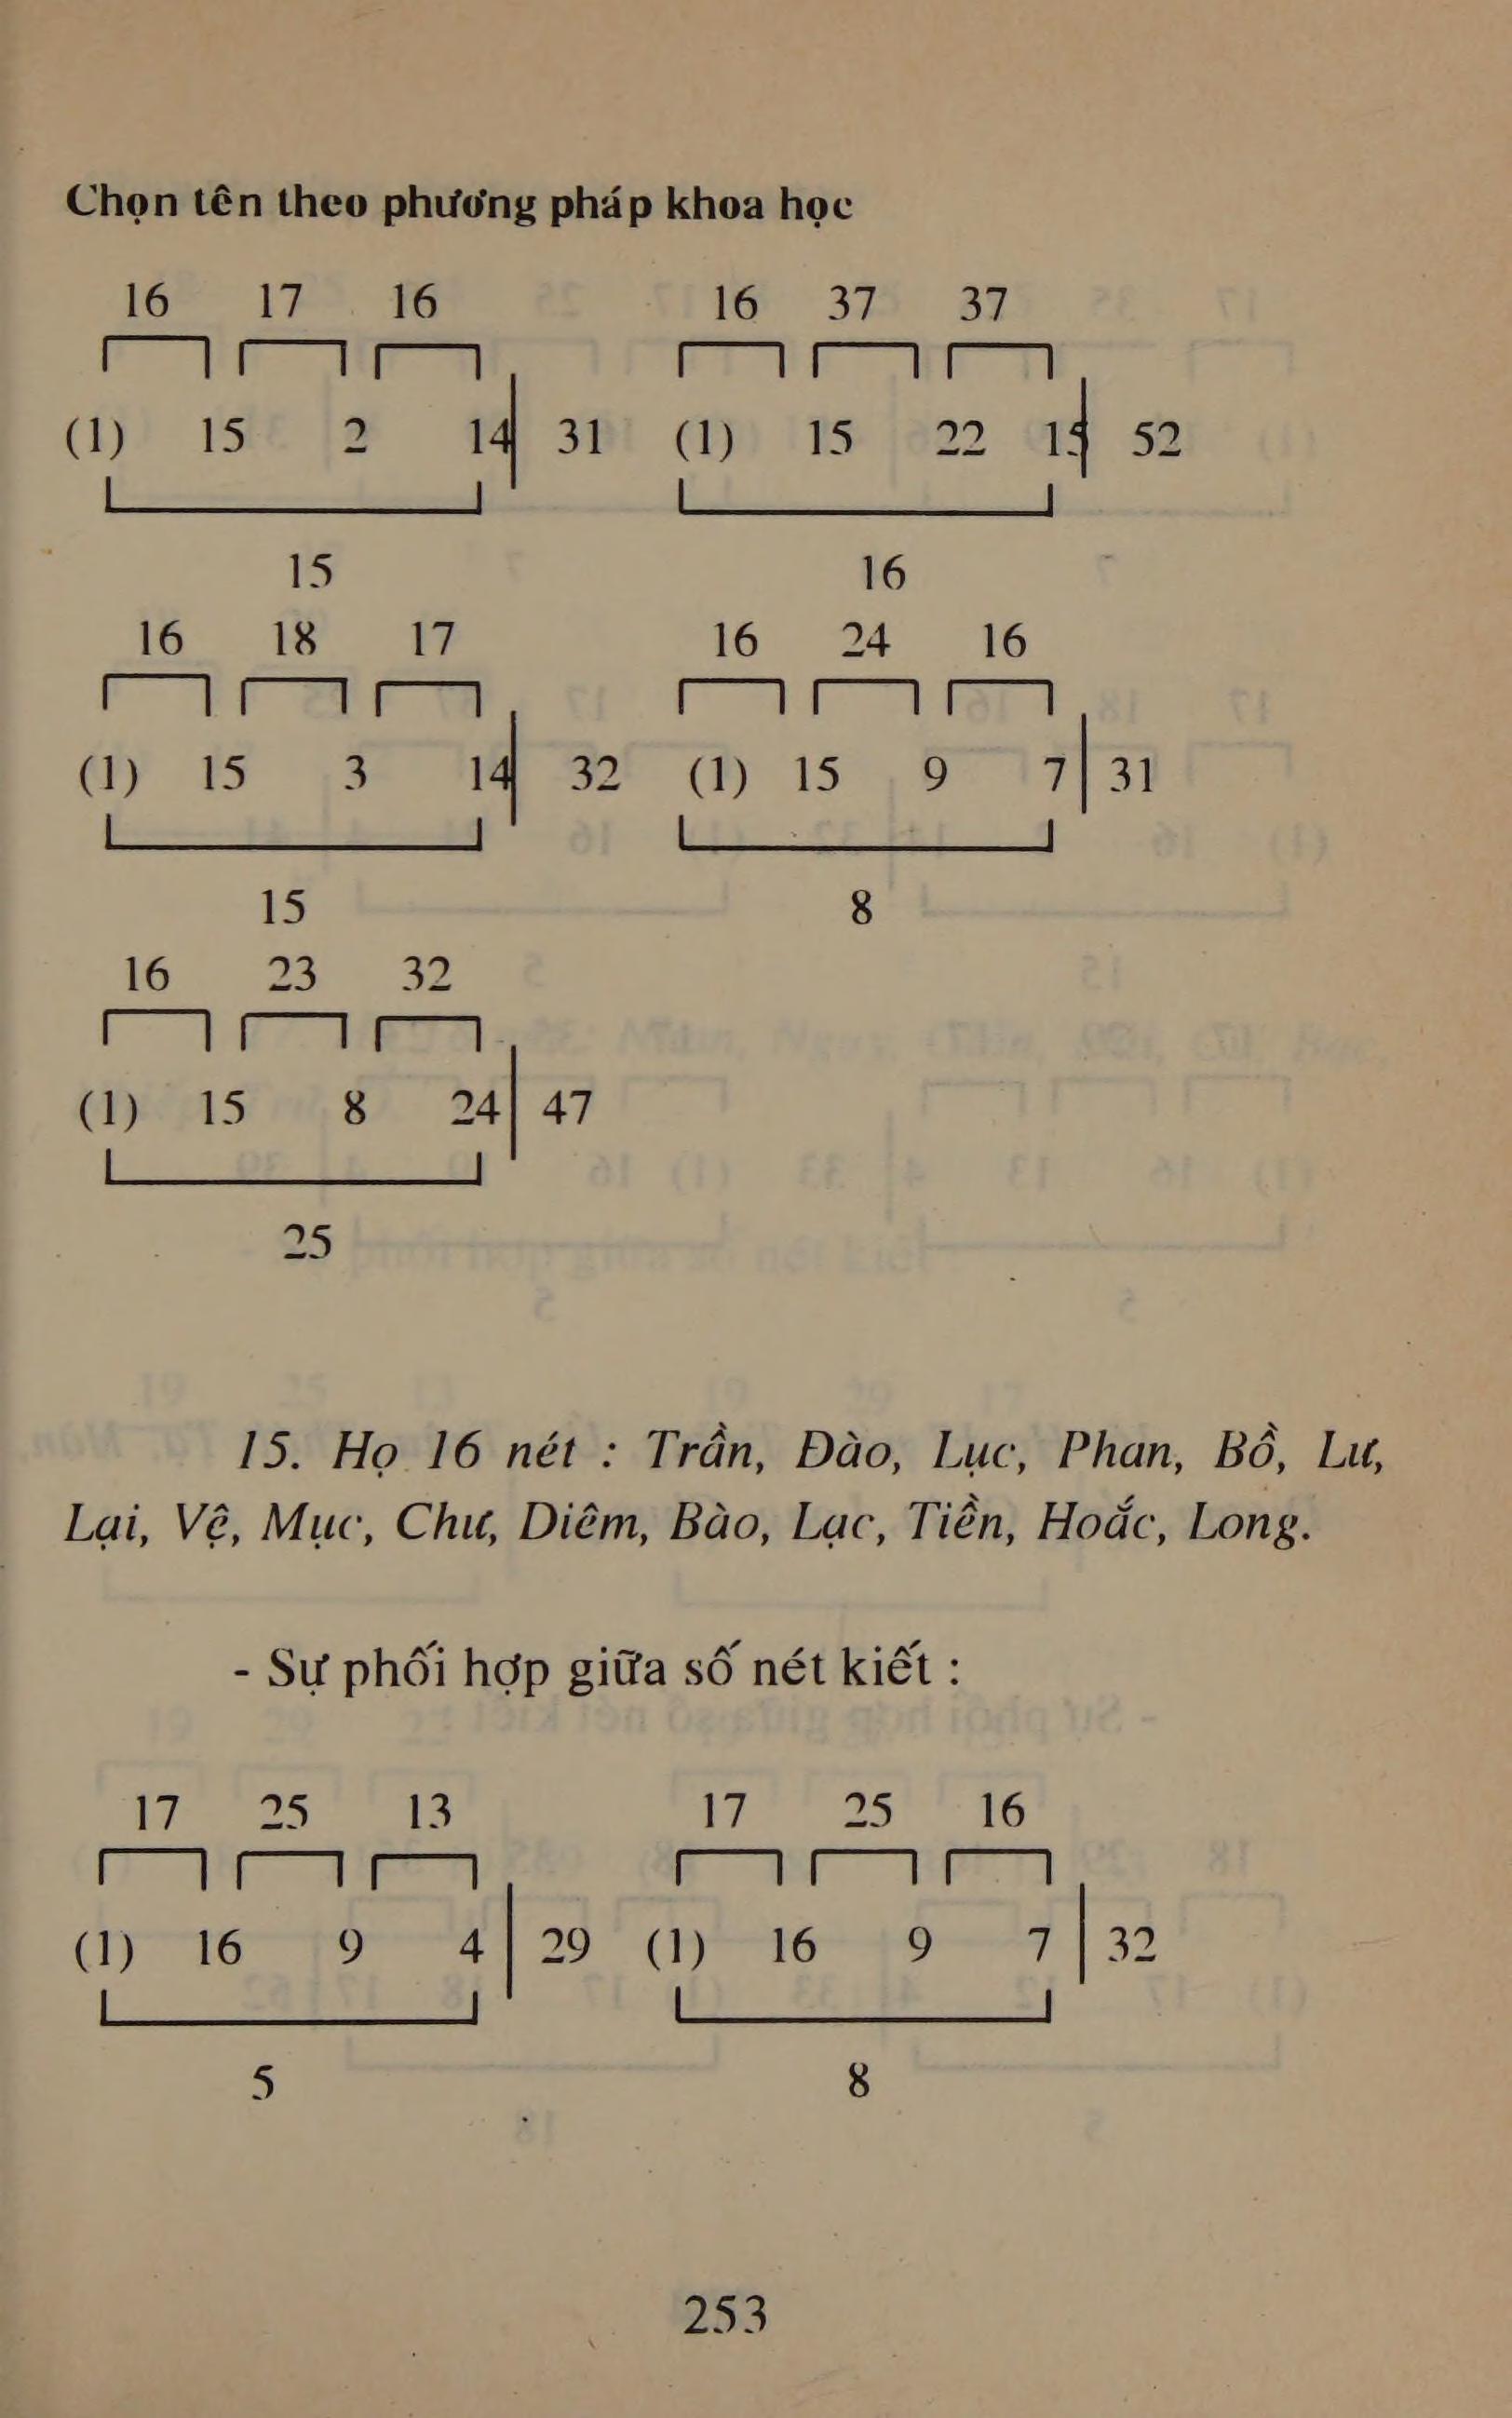 Chọn tên theo phương pháp khoa học
16 17 16 16 37 37
(1) 15 2 14 31 (1) 15 22 15 52
15 16
16 18 17 16 24 16
(1) 15 3 14 32 (1) 15 9 7 31
15 8
16 23 32
(1) 15 8 24 47
25
15. Họ 16 nét : Trần, Đào, Lục, Phan, Bồ, Lư,
Lại, Vệ, Mục, Chư, Diêm, Bào, Lạc, Tiền, Hoắc, Long.
- Sự phối hợp giữa số nét kiết :
17 25 13 17 25 16
(1) 16 9 4 29 (1) 16 9 7 32
5 8
253